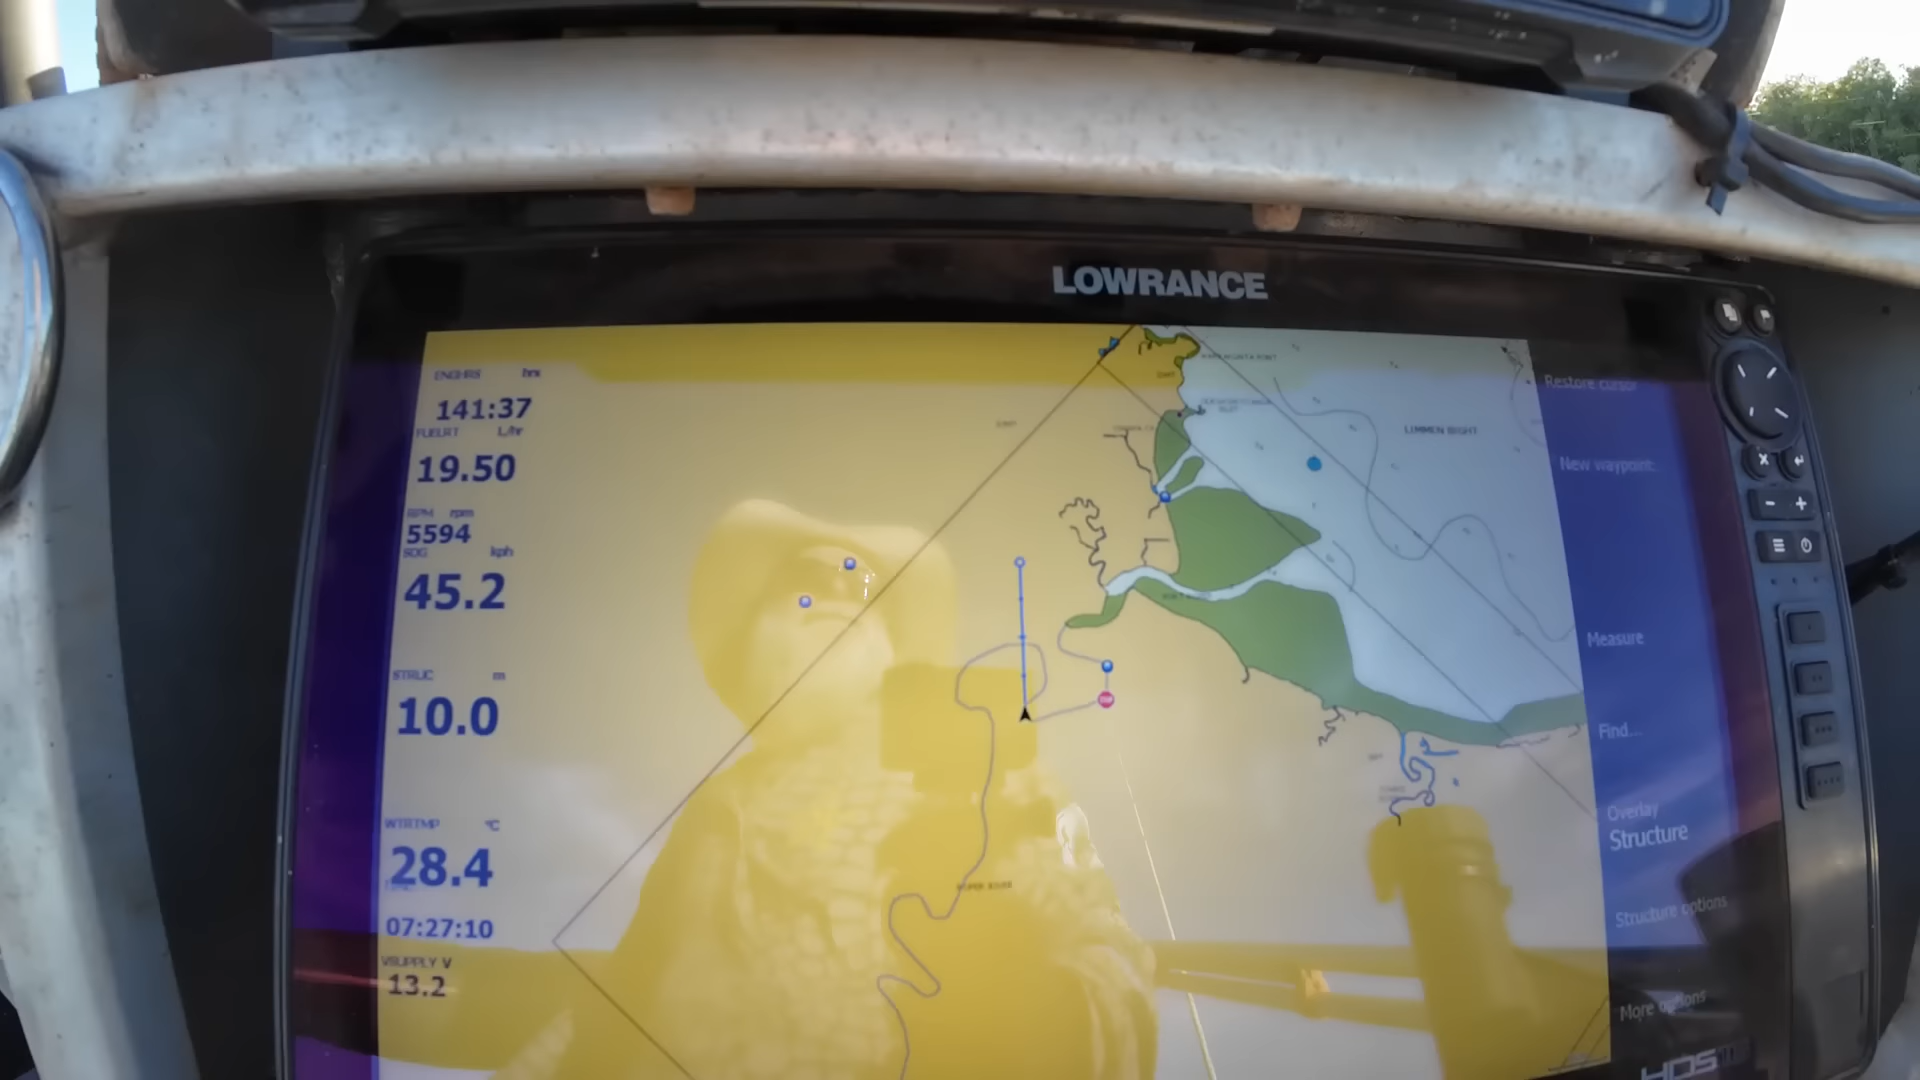 LOWRANCE
ENGHRS hrs
141:37
FUELRT L/hr
19.50
RPM rpm
5594
SOG kph
45.2
STRUC m
10.0
WTRTMP °C
28.4
07:27:10
VSUPPLY V
13.2
LIMMEN BIGHT
ROPER RIVER
Restore cursor
New waypoint
Measure
Find...
Overlay
Structure
Structure options
More options
HDS